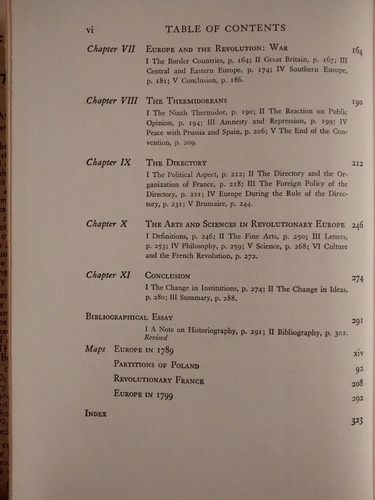 vi TABLE OF CONTENTS
Chapter VII EUROPE AND THE REVOLUTION: WAR 164
I The Border Countries, p. 164; II Great Britain, p. 167; III
Central and Eastern Europe, p. 174; IV Southern Europe,
p. 181; V Conclusion, p. 186.
Chapter VIII THE THERMIDOREANS 190
I The Ninth Thermidor, p. 190; II The Reaction on Public
Opinion, p. 194; III Amnesty and Repression, p. 199; IV
Peace with Prussia and Spain, p. 206; V The End of the Con-
vention, p. 209.
Chapter IX THE DIRECTORY 212
I The Political Aspect, p. 212; II The Directory and the Or-
ganization of France, p. 218; III The Foreign Policy of the
Directory, p. 221; IV Europe During the Rule of the Direc-
tory, p. 231; V Brumaire, p. 244.
Chapter X THE ARTS AND SCIENCES IN REVOLUTIONARY EUROPE 246
I Definitions, p. 246; II The Fine Arts, p. 250; III Letters,
p. 253; IV Philosophy, p. 259; V Science, p. 268; VI Culture
and the French Revolution, p. 272.
Chapter XI CONCLUSION 274
I The Change in Institutions, p. 274; II The Change in Ideas,
p. 280; III Summary, p. 288.
BIBLIOGRAPHICAL ESSAY 291
I A Note on Historiography, p. 291; II Bibliography, p. 302.
Revised
Maps EUROPE IN 1789 xiv
PARTITIONS OF POLAND 92
REVOLUTIONARY FRANCE 208
EUROPE IN 1799 292
INDEX 323